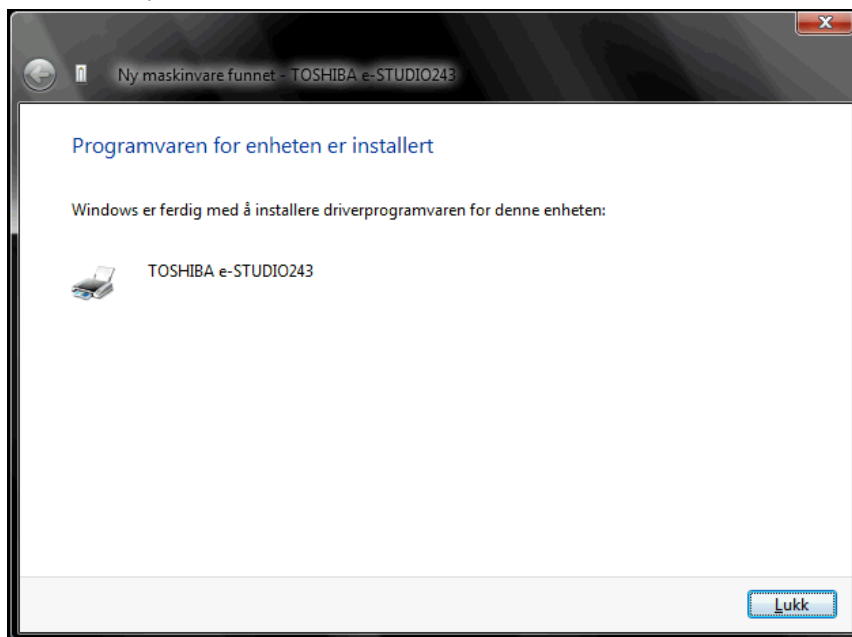 Ny maskinvare funnet - TOSHIBA e-STUDIO243
Programvaren for enheten er installert
Windows er ferdig med å installere driverprogramvaren for denne enheten:
TOSHIBA e-STUDIO243
Lukk